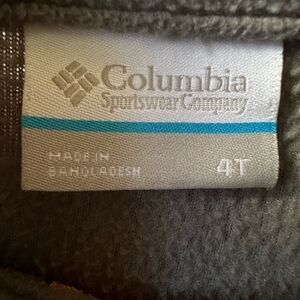 Columbia
Sportswear Company
MADE IN
BANGLADESH
4T